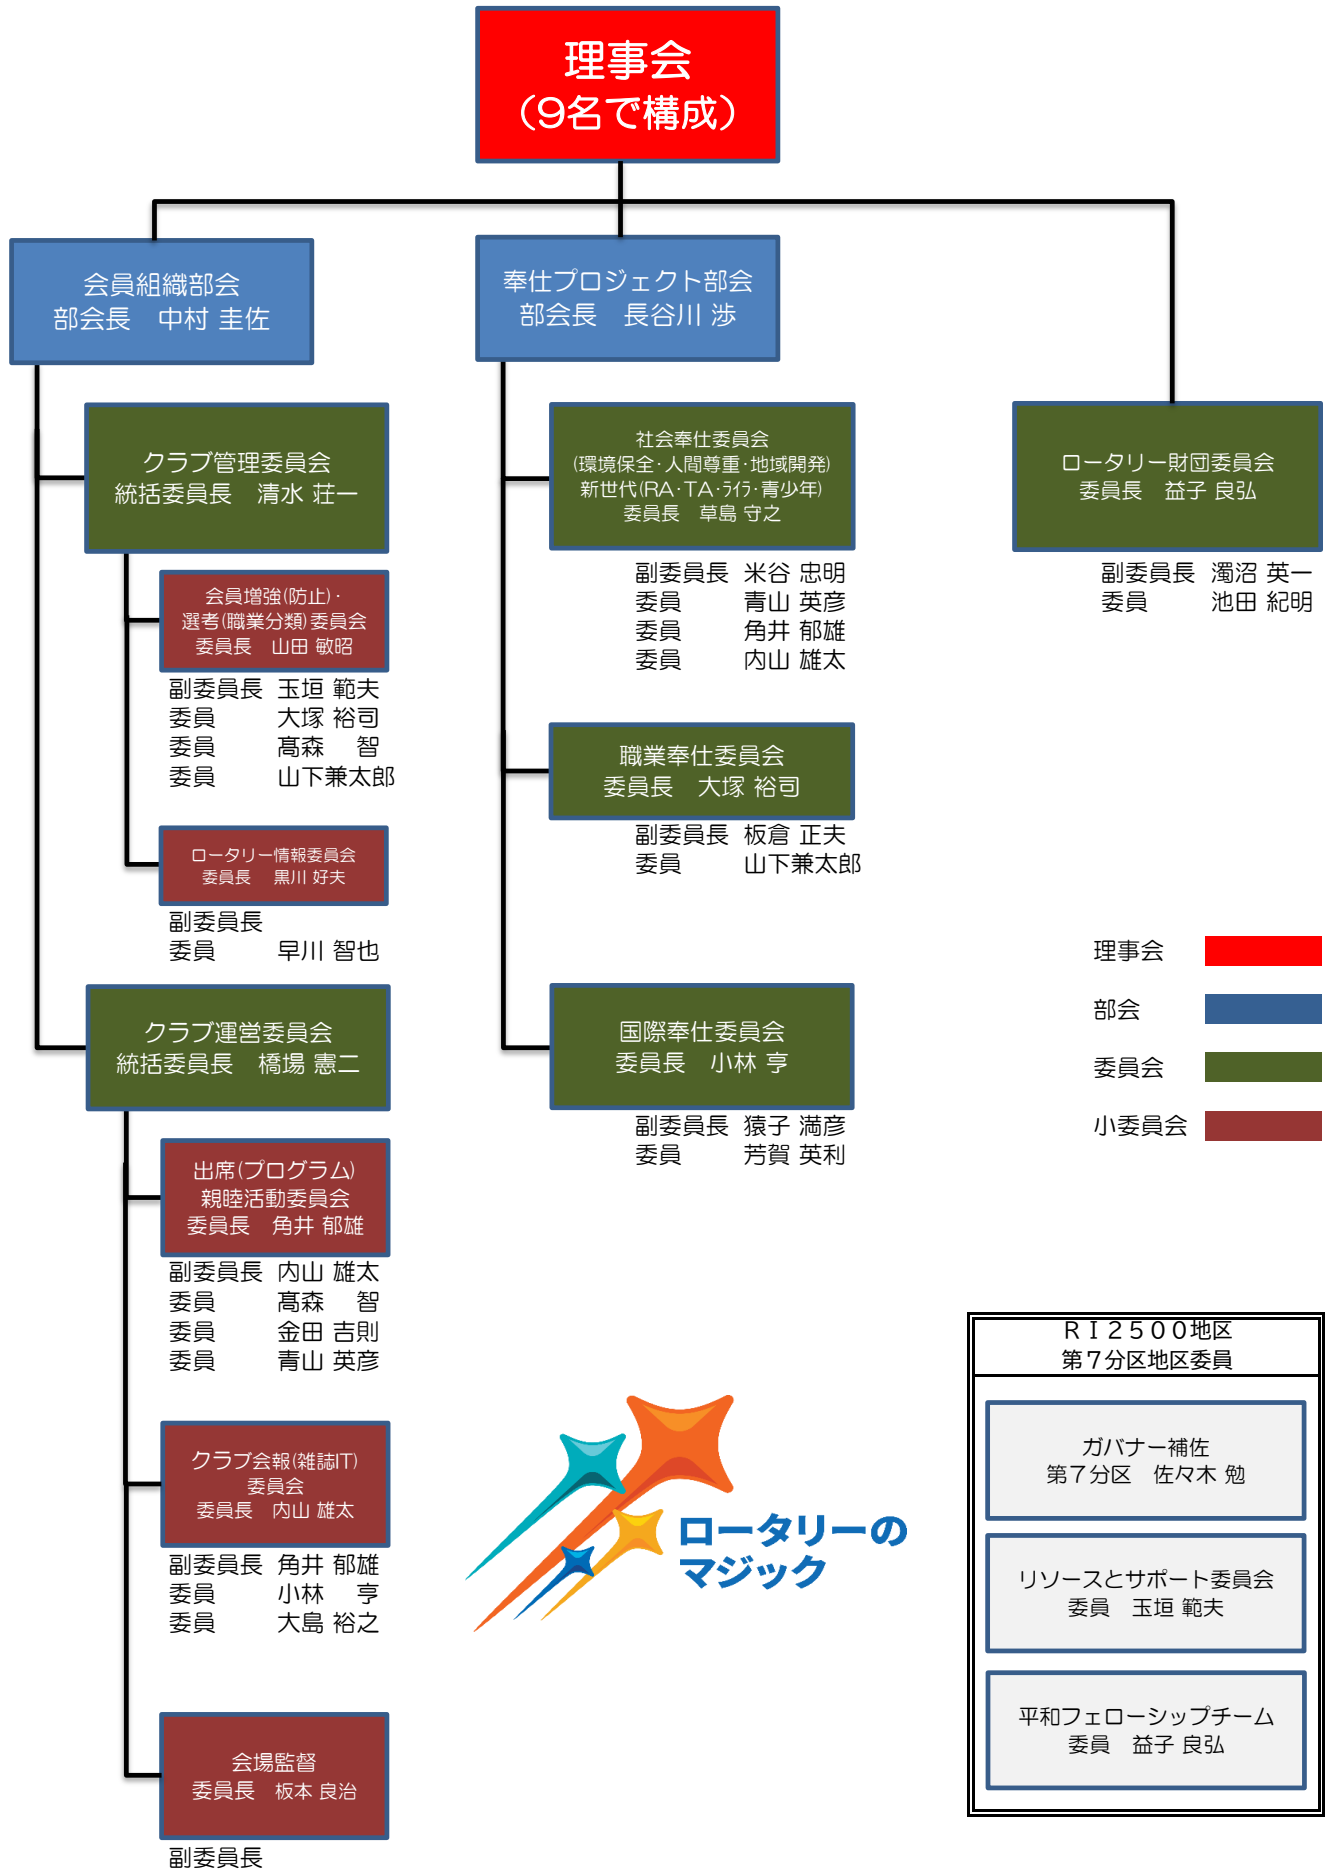 理事会
（9名で構成）
会員組織部会
部会長　中村 圭佐
クラブ管理委員会
統括委員長　清水 荘一
会員増強(防止)・
選考(職業分類)委員会
委員長　山田 敏昭
副委員長 玉垣 範夫
委員 大塚 裕司
委員 髙森　智
委員 山下兼太郎
ロータリー情報委員会
委員長　黒川 好夫
副委員長
委員 早川 智也
クラブ運営委員会
統括委員長　橋場 憲二
出席(プログラム)
親睦活動委員会
委員長　角井 郁雄
副委員長 内山 雄太
委員 髙森　智
委員 金田 吉則
委員 青山 英彦
クラブ会報(雑誌IT)
委員会
委員長　内山 雄太
副委員長 角井 郁雄
委員 小林　亨
委員 大島 裕之
会場監督
委員長　板本 良治
副委員長
奉仕プロジェクト部会
部会長　長谷川 渉
社会奉仕委員会
(環境保全・人間尊重・地域開発)
新世代(RA・TA・ﾗｲﾗ・青少年)
委員長　草島 守之
副委員長 米谷 忠明
委員 青山 英彦
委員 角井 郁雄
委員 内山 雄太
職業奉仕委員会
委員長　大塚 裕司
副委員長 板倉 正夫
委員 山下兼太郎
国際奉仕委員会
委員長　小林 亨
副委員長 猿子 満彦
委員 芳賀 英利
ロータリー財団委員会
委員長　益子 良弘
副委員長 濁沼 英一
委員 池田 紀明
理事会
部会
委員会
小委員会
ロータリーの
マジック
ＲＩ２５００地区
第７分区地区委員
ガバナー補佐
第７分区　佐々木 勉
リソースとサポート委員会
委員　玉垣 範夫
平和フェローシップチーム
委員　益子 良弘